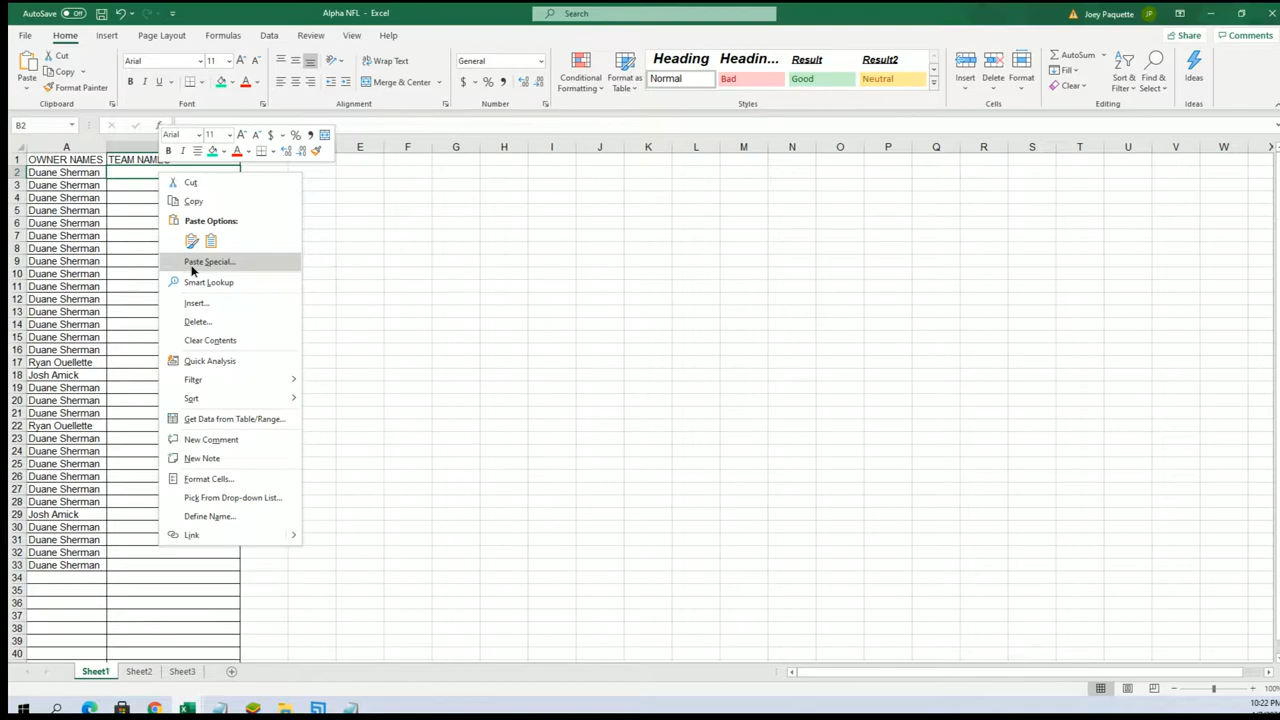 AutoSave Off
Alpha NFL - Excel
Search
Joey Paquette JP
File Home Insert Page Layout Formulas Data Review View Help
Share Comments
Paste
Cut
Copy
Format Painter
Clipboard
Arial 11
B I U
Font
Wrap Text
Merge & Center
Alignment
General
$ % ,
Number
Conditional Formatting
Format as Table
Heading Headin... Result Result2
Normal Bad Good Neutral
Styles
Insert Delete Format
Cells
AutoSum
Fill
Clear
Sort & Filter
Find & Select
Editing
Ideas
Ideas
B2
Arial 11
B I
A E F G H I J K L M N O P Q R S T U V W X
1 OWNER NAMES TEAM NAMES
2 Duane Sherman
3 Duane Sherman
4 Duane Sherman
5 Duane Sherman
6 Duane Sherman
7 Duane Sherman
8 Duane Sherman
9 Duane Sherman
10 Duane Sherman
11 Duane Sherman
12 Duane Sherman
13 Duane Sherman
14 Duane Sherman
15 Duane Sherman
16 Duane Sherman
17 Ryan Ouellette
18 Josh Amick
19 Duane Sherman
20 Duane Sherman
21 Duane Sherman
22 Ryan Ouellette
23 Duane Sherman
24 Duane Sherman
25 Duane Sherman
26 Duane Sherman
27 Duane Sherman
28 Duane Sherman
29 Josh Amick
30 Duane Sherman
31 Duane Sherman
32 Duane Sherman
33 Duane Sherman
34
35
36
37
38
39
40
Cut
Copy
Paste Options:
Paste Special...
Smart Lookup
Insert...
Delete...
Clear Contents
Quick Analysis
Filter
Sort
Get Data from Table/Range...
New Comment
New Note
Format Cells...
Pick From Drop-down List...
Define Name...
Link
Sheet1 Sheet2 Sheet3
100%
10:22 PM